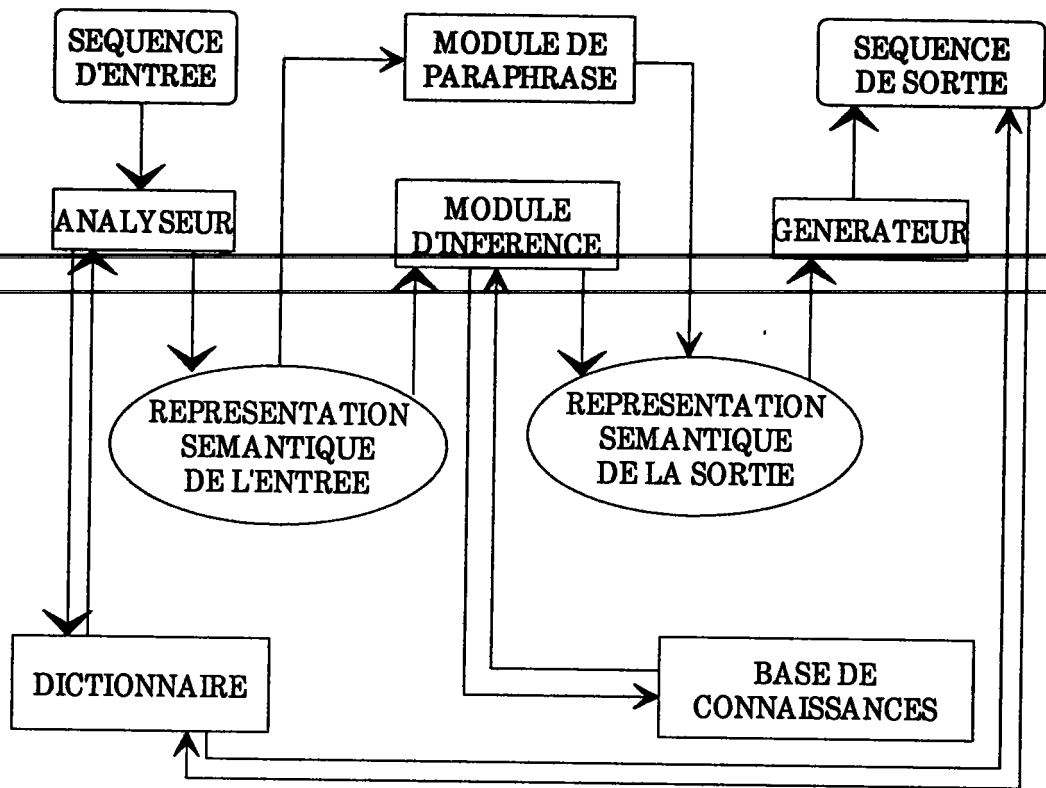 SEQUENCE
D'ENTREE
MODULE DE
PARAPHRASE
SEQUENCE
DE SORTIE
ANALYSEUR
MODULE
D'INFERENCE
GENERATEUR
REPRESENTATION
SEMANTIQUE
DE L'ENTREE
REPRESENTATION
SEMANTIQUE
DE LA SORTIE
DICTIONNAIRE
BASE DE
CONNAISSANCES